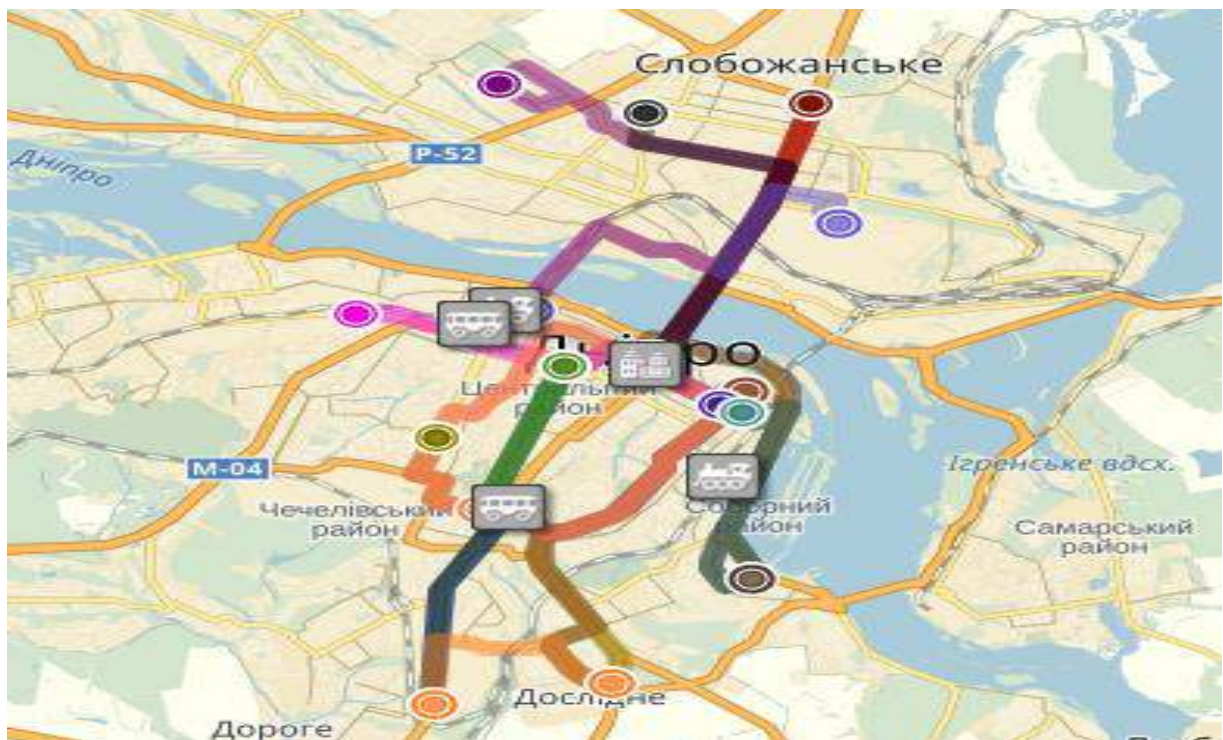 Слобожанське
Р-52
Дніпро
Центральний
район
М-04
Ігренське вдсх.
Чечелівський
район
Соборний
район
Самарський
район
Дослідне
Дороге